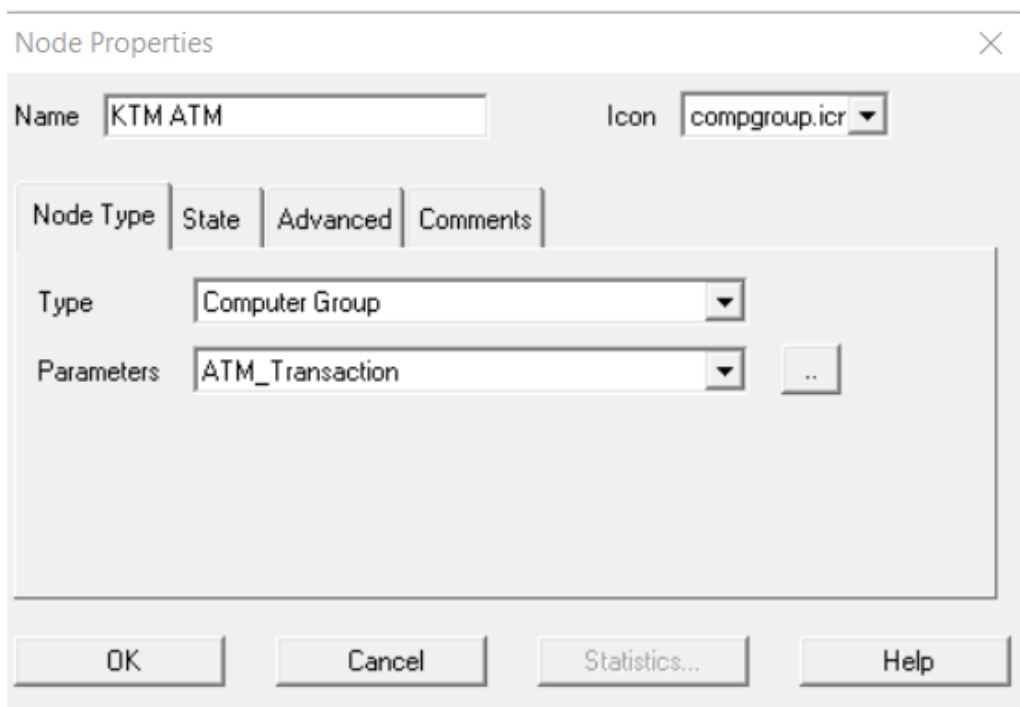 Node Properties
Name KTM ATM Icon compgroup.icr
Node Type State Advanced Comments
Type Computer Group
Parameters ATM_Transaction ..
OK Cancel Statistics... Help